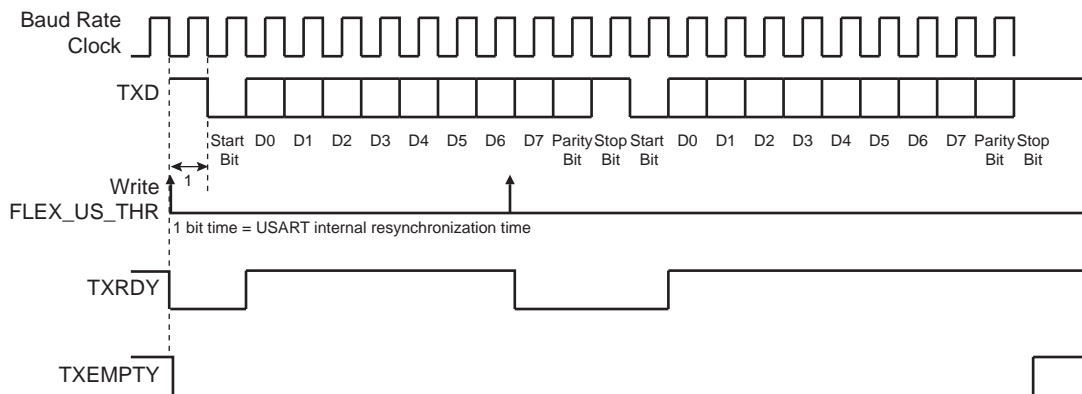 Baud Rate
Clock
TXD
Start D0 D1 D2 D3 D4 D5 D6 D7 Parity Stop Start D0 D1 D2 D3 D4 D5 D6 D7 Parity Stop
Bit Bit Bit Bit Bit Bit
1
Write
FLEX_US_THR
1 bit time = USART internal resynchronization time
TXRDY
TXEMPTY